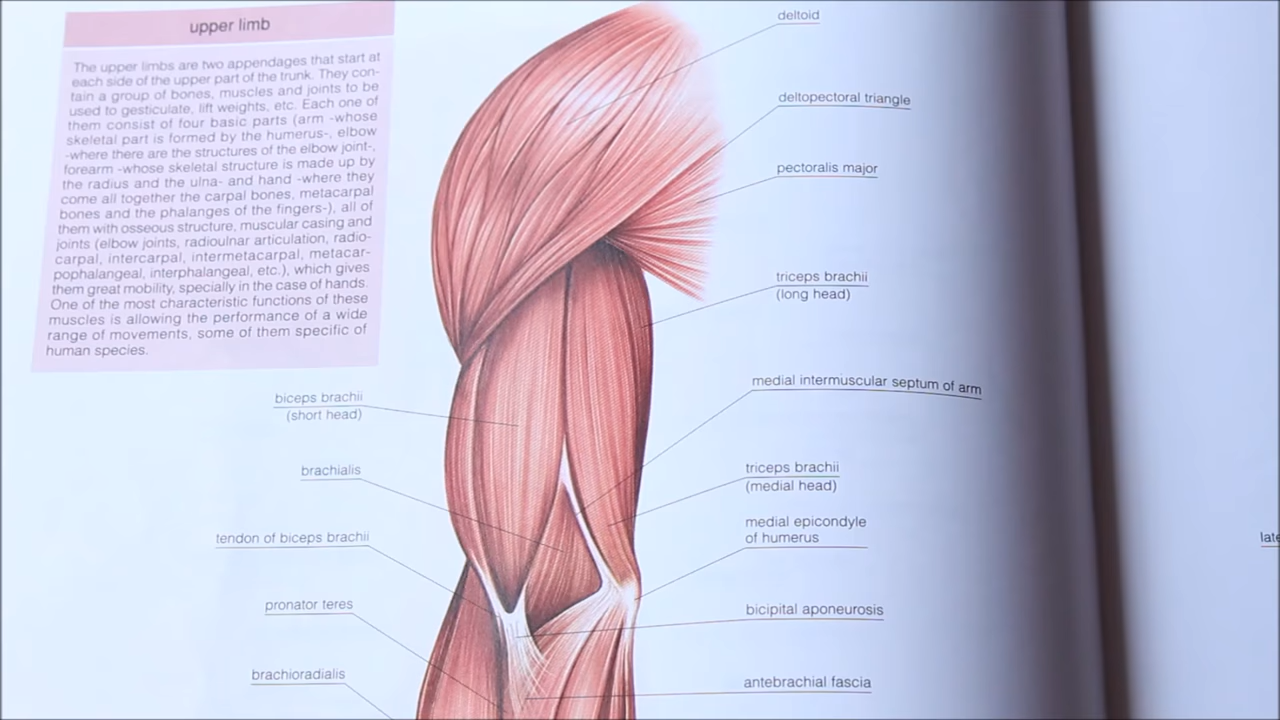 upper limb
The upper limbs are two appendages that start at
each side of the upper part of the trunk. They con-
tain a group of bones, muscles and joints to be
used to gesticulate, lift weights, etc. Each one of
them consist of four basic parts (arm -whose
skeletal part is formed by the humerus-, elbow
-where there are the structures of the elbow joint-,
forearm -whose skeletal structure is made up by
the radius and the ulna- and hand -where they
come all together the carpal bones, metacarpal
bones and the phalanges of the fingers-), all of
them with osseous structure, muscular casing and
joints (elbow joints, radioulnar articulation, radio-
carpal, intercarpal, intermetacarpal, metacar-
pophalangeal, interphalangeal, etc.), which gives
them great mobility, specially in the case of hands.
One of the most characteristic functions of these
muscles is allowing the performance of a wide
range of movements, some of them specific of
human species.
deltoid
deltopectoral triangle
pectoralis major
triceps brachii
(long head)
medial intermuscular septum of arm
triceps brachii
(medial head)
medial epicondyle
of humerus
bicipital aponeurosis
antebrachial fascia
biceps brachii
(short head)
brachialis
tendon of biceps brachii
pronator teres
brachioradialis